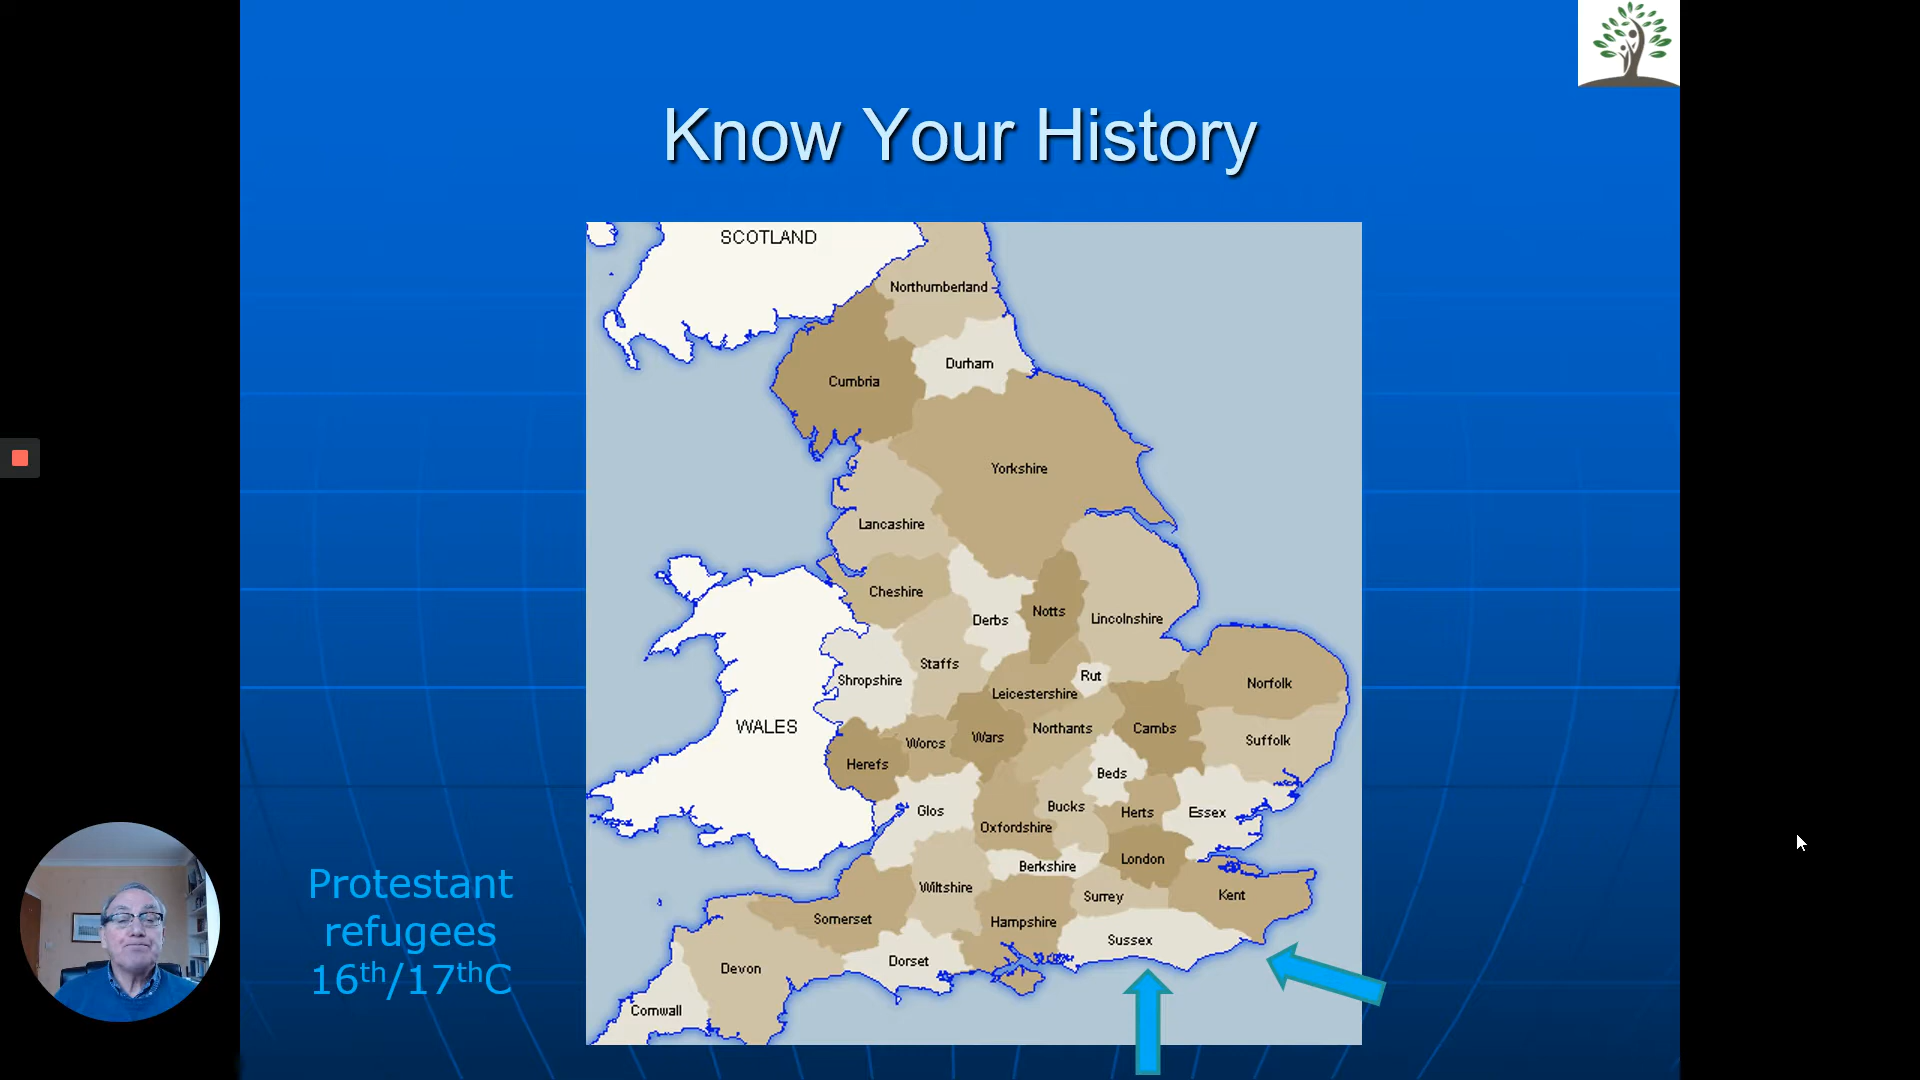 Know Your History
SCOTLAND
Northumberland
Durham
Cumbria
Yorkshire
Lancashire
Cheshire
Derbs
Notts
Lincolnshire
Staffs
Shropshire
Rut
Norfolk
Leicestershire
WALES
Worcs
Wars
Northants
Cambs
Suffolk
Herefs
Beds
Glos
Bucks
Herts
Essex
Oxfordshire
London
Berkshire
Wiltshire
Surrey
Kent
Somerset
Hampshire
Sussex
Dorset
Devon
Cornwall
Protestant
refugees
16th/17thC